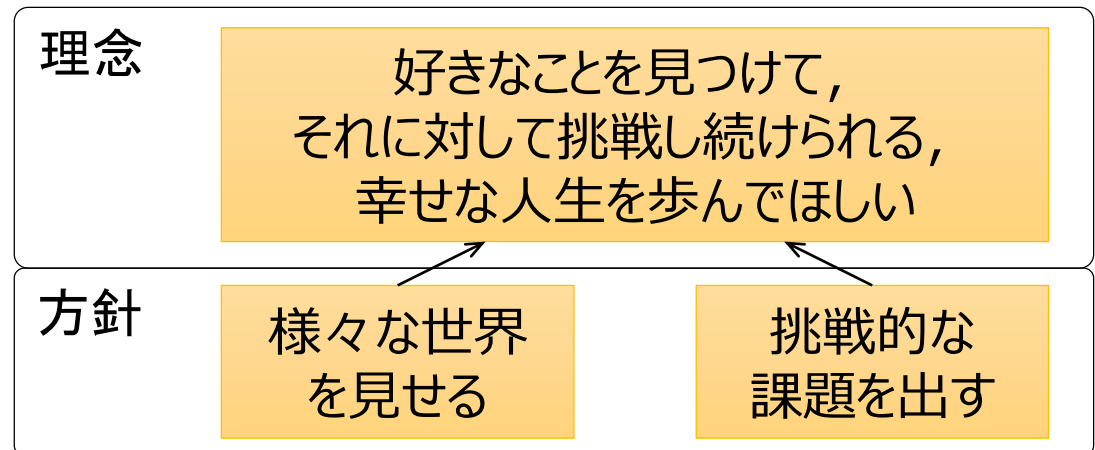 理念
好きなことを見つけて,
それに対して挑戦し続けられる,
幸せな人生を歩んでほしい
方針
様々な世界
を見せる
挑戦的な
課題を出す